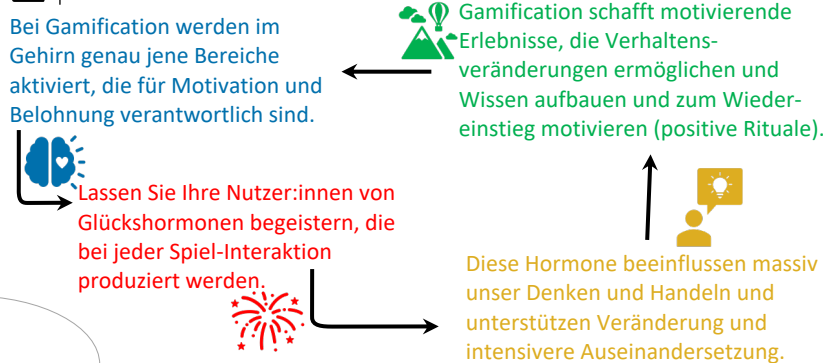 Bei Gamification werden im
Gehirn genau jene Bereiche
aktiviert, die für Motivation und
Belohnung verantwortlich sind.
Lassen Sie Ihre Nutzer:innen von
Glückshormonen begeistern, die
bei jeder Spiel-Interaktion
produziert werden.
Diese Hormone beeinflussen massiv
unser Denken und Handeln und
unterstützen Veränderung und
intensivere Auseinandersetzung.
Gamification schafft motivierende
Erlebnisse, die Verhaltens-
veränderungen ermöglichen und
Wissen aufbauen und zum Wieder-
einstieg motivieren (positive Rituale).